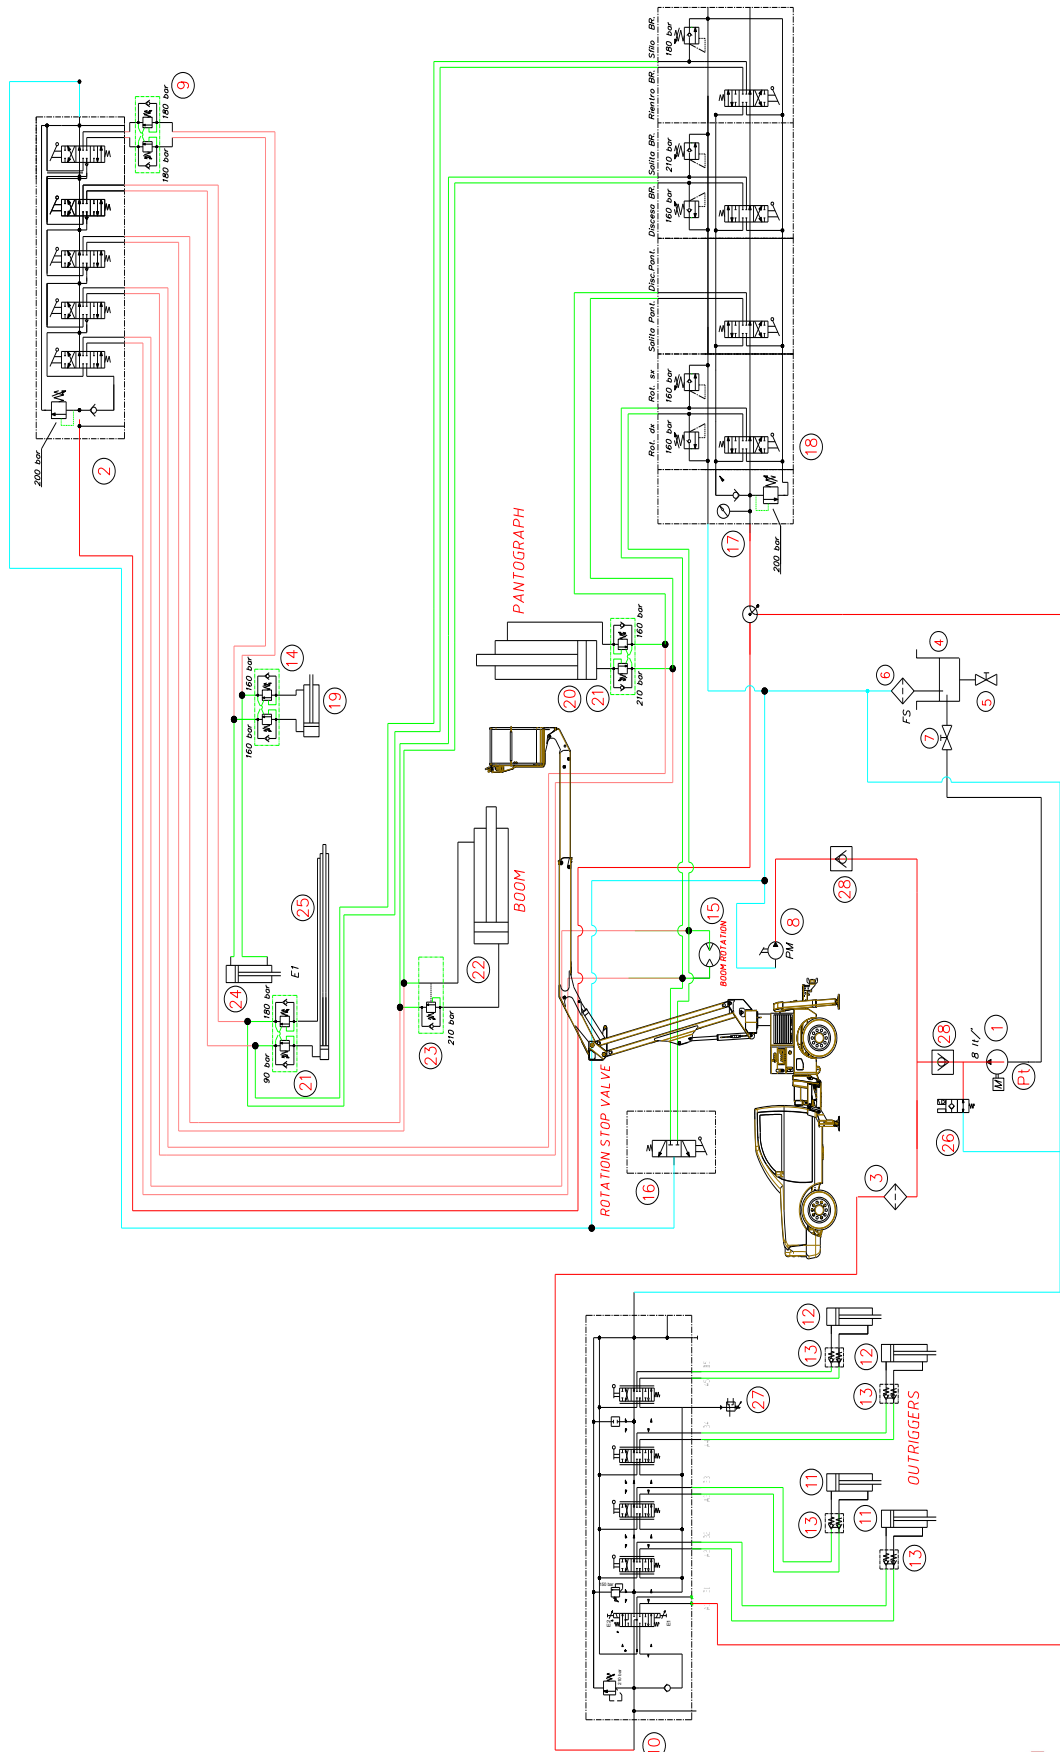 Sfilo BR.
180 bar
Rientro BR.
Salita BR.
210 bar
Discesa BR.
160 bar
Disc.Pant.
Salita Pant.
Rot. sx
160 bar
Rot. dx
160 bar
18
17
200 bar
9
180 bar
180 bar
200 bar
2
PANTOGRAPH
160 bar
210 bar
20
21
14
160 bar
160 bar
19
4
6
FS
5
7
25
BOOM
28
8
PM
15
BOOM ROTATION
24
E1
180 bar
90 bar
21
22
23
210 bar
28
8 lt/
1
M
Pt
26
ROTATION STOP VALVE
16
3
12
13
12
13
27
OUTRIGGERS
11
13
11
13
150 bar
210 bar
10